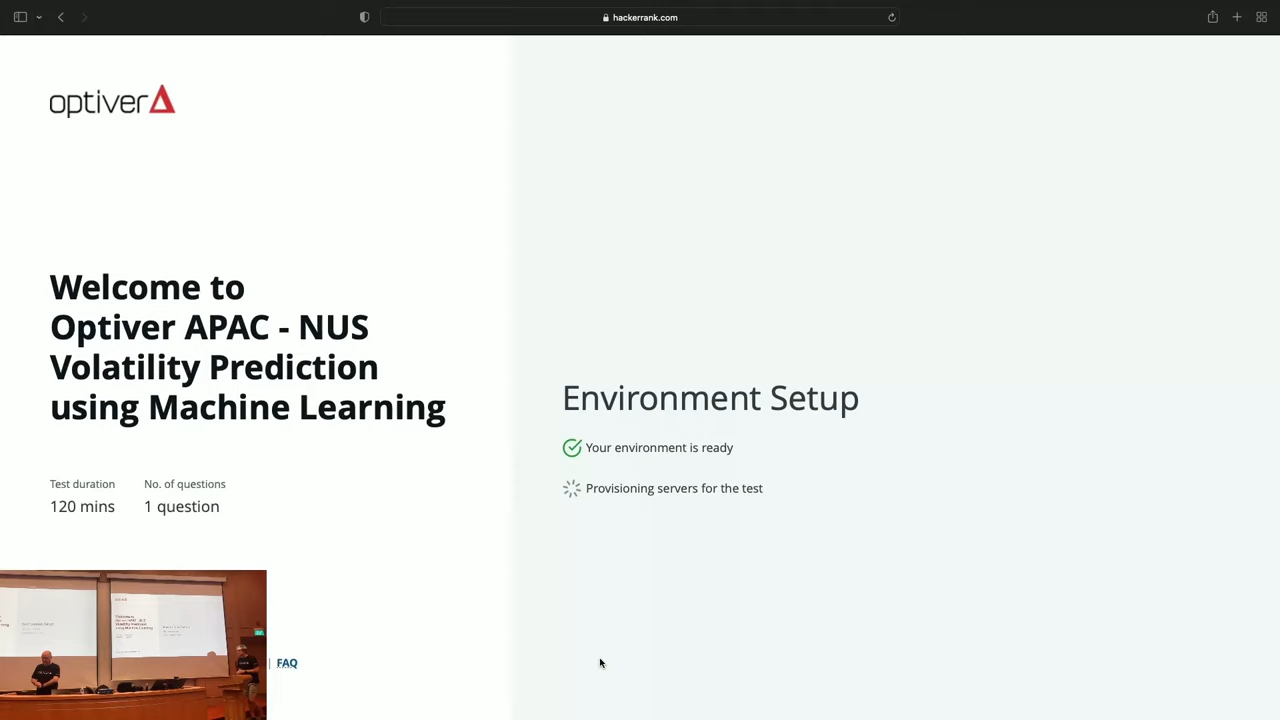 hackerrank.com
optiver
Welcome to
Optiver APAC - NUS
Volatility Prediction
using Machine Learning
Test duration
120 mins
No. of questions
1 question
| FAQ
Environment Setup
Your environment is ready
Provisioning servers for the test